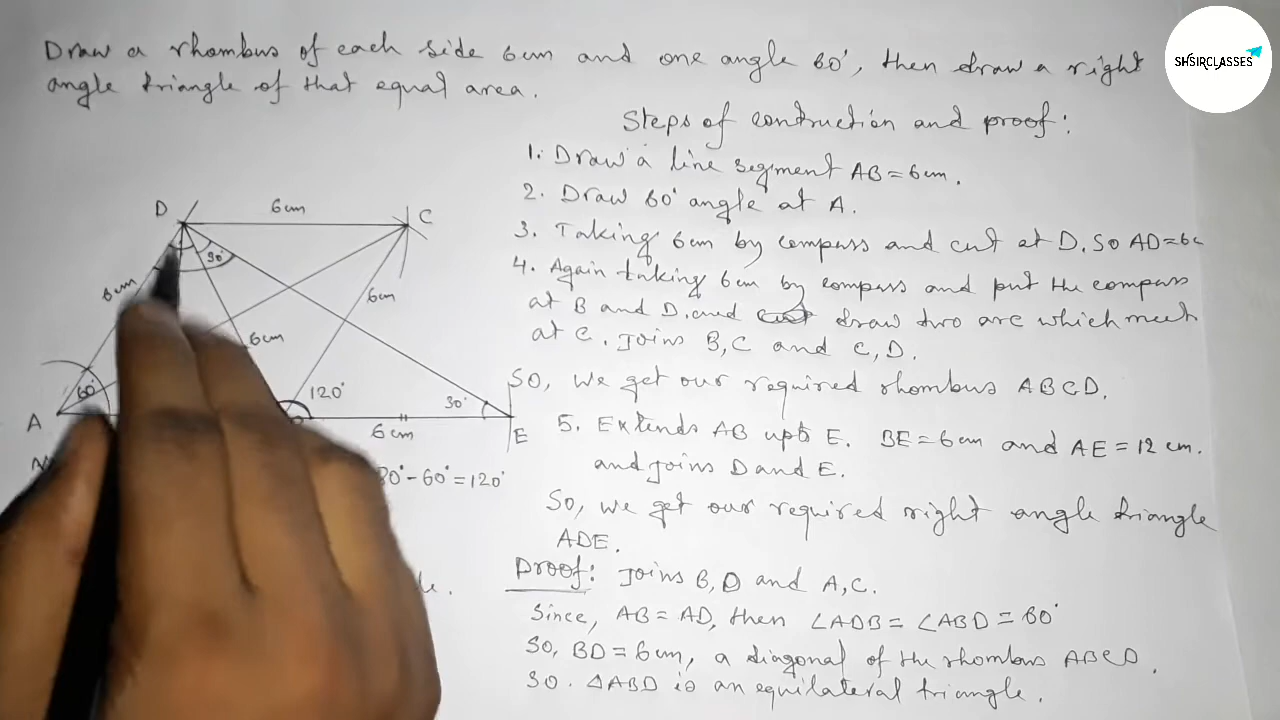 Draw a rhombus of each side 6cm and one angle 60°, then draw a right
angle triangle of that equal area.
SHSIRCLASSES
Steps of contruction and proof:
1. Draw a line segment AB = 6cm.
2. Draw 60° angle at A.
3. Taking 6cm by compass and cut at D. So AD = 6c
4. Again taking 6cm by compass and put the compass
at B and D. and draw two arc which meet
at C. Joins B, C and C, D.
SO, we get our required rhombus ABCD.
5. Extends AB upto E. BE = 6cm and AE = 12 cm.
and joins D and E.
So, we get our required right angle triangle
ADE.
Proof: Joins B, D and A, C.
Since, AB = AD, then ∠ADB = ∠ABD = 60°
So, BD = 6cm, a diagonal of the rhombus ABCD.
So. △ABD is an equilateral triangle.
D
6cm
C
90°
6cm
6cm
6cm
60°
120°
30°
A
6cm
E
80° - 60° = 120°